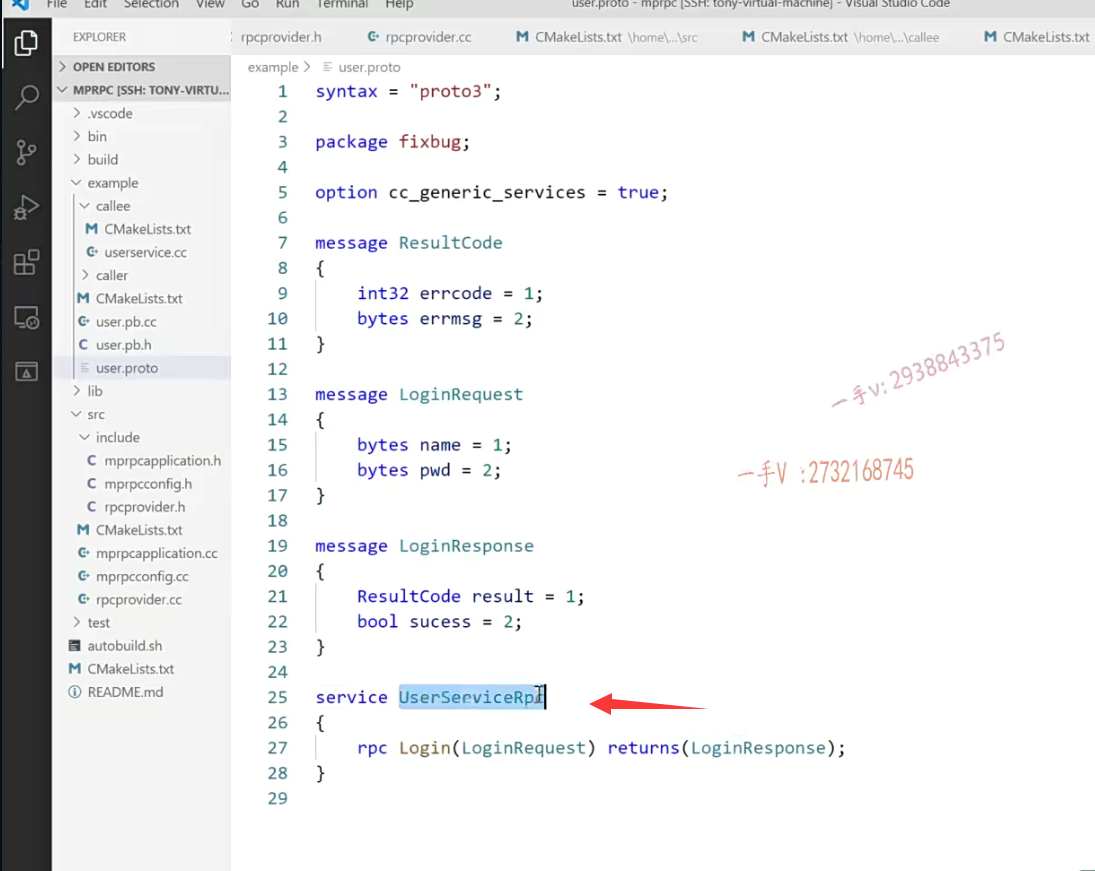 File Edit Selection View Go Run Terminal Help
user.proto - mprpc [SSH: tony-virtual-machine] - Visual Studio Code
EXPLORER
rpcprovider.h
rpcprovider.cc
CMakeLists.txt \home\...\src
CMakeLists.txt \home\...\callee
CMakeLists.txt
OPEN EDITORS
MPRPC [SSH: TONY-VIRTU...
.vscode
bin
build
example
callee
CMakeLists.txt
userservice.cc
caller
CMakeLists.txt
user.pb.cc
user.pb.h
user.proto
lib
src
include
mprpcapplication.h
mprpcconfig.h
rpcprovider.h
CMakeLists.txt
mprpcapplication.cc
mprpcconfig.cc
rpcprovider.cc
test
autobuild.sh
CMakeLists.txt
README.md
example > user.proto
1 syntax = "proto3";
2
3 package fixbug;
4
5 option cc_generic_services = true;
6
7 message ResultCode
8 {
9 int32 errcode = 1;
10 bytes errmsg = 2;
11 }
12
13 message LoginRequest
14 {
15 bytes name = 1;
16 bytes pwd = 2;
17 }
18
19 message LoginResponse
20 {
21 ResultCode result = 1;
22 bool sucess = 2;
23 }
24
25 service UserServiceRpc
26 {
27 rpc Login(LoginRequest) returns(LoginResponse);
28 }
29
一手v:2938843375
一手V :2732168745